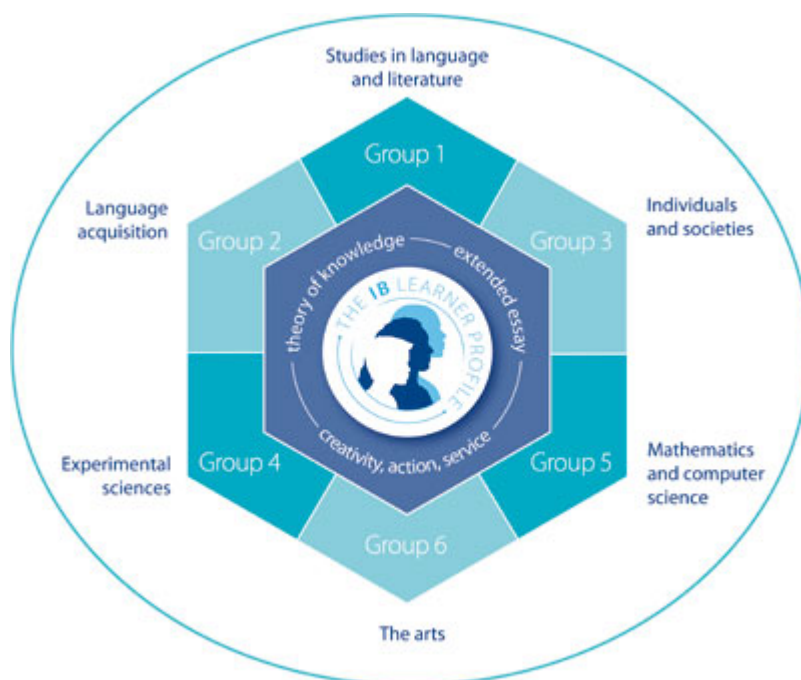 Studies in language
and literature
Group 1
Language
acquisition
Group 2
Individuals
and societies
Group 3
theory of knowledge
extended essay
THE IB LEARNER PROFILE
creativity, action, service
Experimental
sciences
Group 4
Group 5
Mathematics
and computer
science
Group 6
The arts